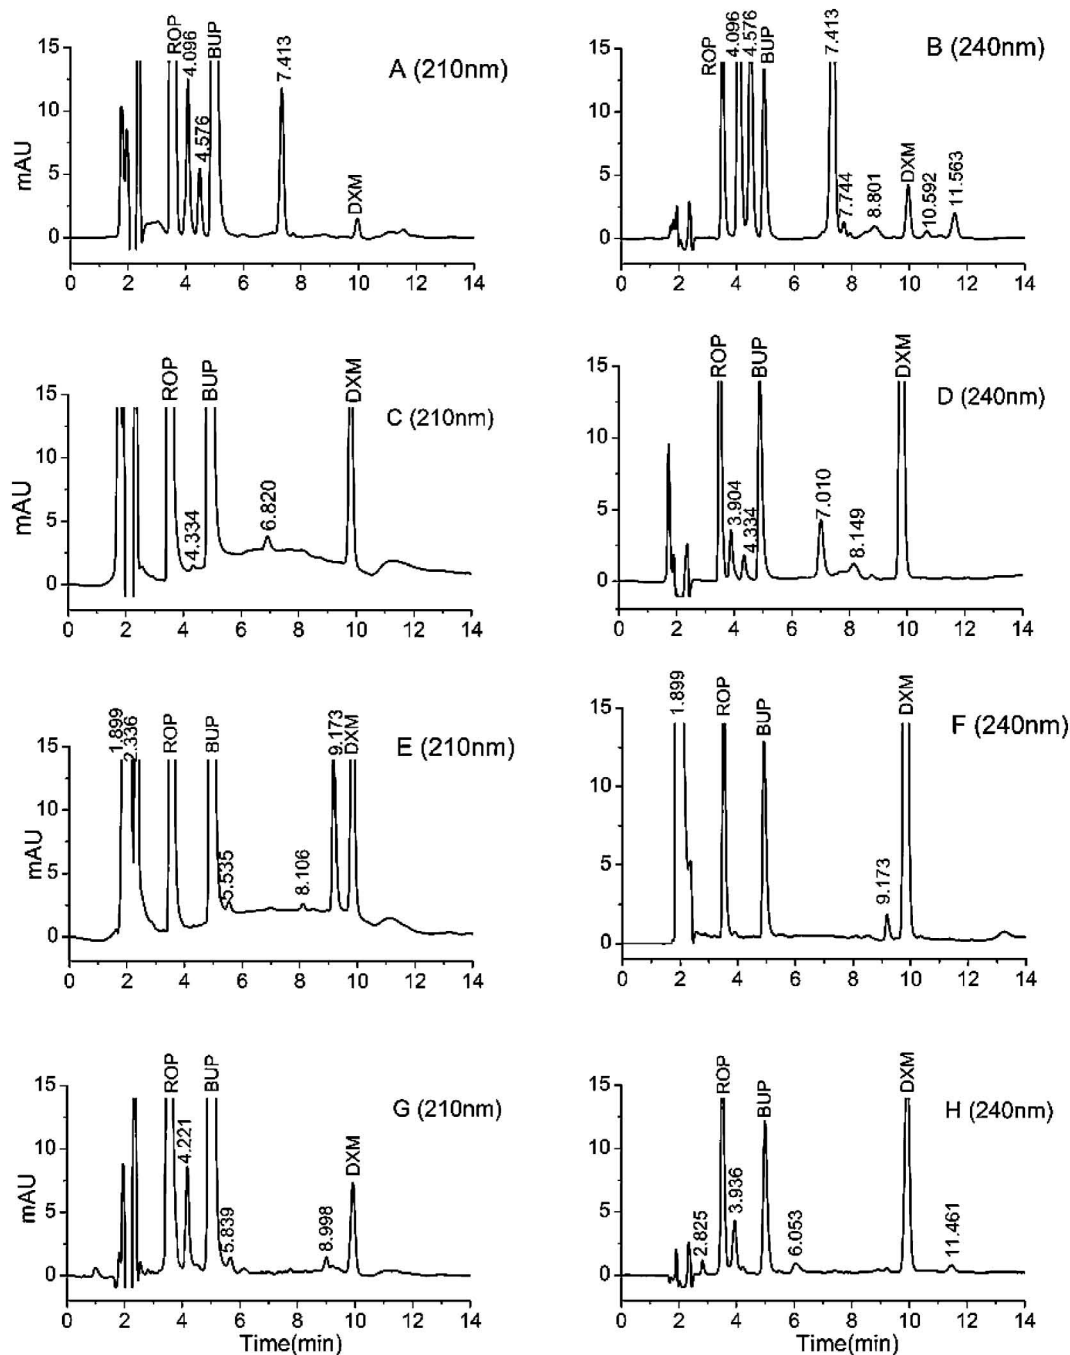 A (210nm)
mAU
15
10
5
0
ROP
4.096
4.576
BUP
7.413
DXM
0 2 4 6 8 10 12 14
B (240nm)
15
10
5
0
ROP
4.096
4.576
BUP
7.413
7.744
8.801
DXM
10.592
11.563
0 2 4 6 8 10 12 14
C (210nm)
mAU
15
10
5
0
ROP
4.334
BUP
6.820
DXM
0 2 4 6 8 10 12 14
D (240nm)
15
10
5
0
ROP
3.904
4.334
BUP
7.010
8.149
DXM
0 2 4 6 8 10 12 14
E (210nm)
mAU
15
10
5
0
1.899
2.336
ROP
BUP
5.535
8.106
9.173
DXM
0 2 4 6 8 10 12 14
F (240nm)
15
10
5
0
1.899
ROP
BUP
9.173
DXM
0 2 4 6 8 10 12 14
G (210nm)
mAU
15
10
5
0
ROP
4.221
BUP
5.839
8.998
DXM
0 2 4 6 8 10 12 14
Time(min)
H (240nm)
15
10
5
0
2.825
ROP
3.936
BUP
6.053
DXM
11.461
0 2 4 6 8 10 12 14
Time(min)